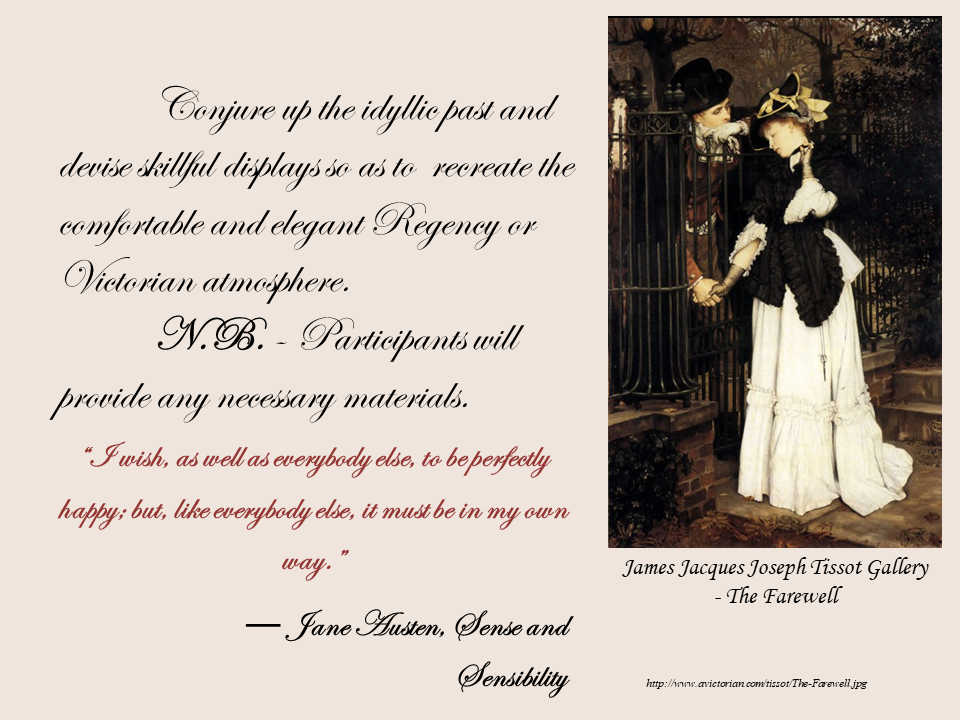 Conjure up the idyllic past and
devise skillful displays so as to recreate the
comfortable and elegant Regency or
Victorian atmosphere.
N.B. - Participants will
provide any necessary materials.
“I wish, as well as everybody else, to be perfectly
happy; but, like everybody else, it must be in my own
way.”
— Jane Austen, Sense and
Sensibility
James Jacques Joseph Tissot Gallery
- The Farewell
http://www.avictorian.com/tissot/The-Farewell.jpg